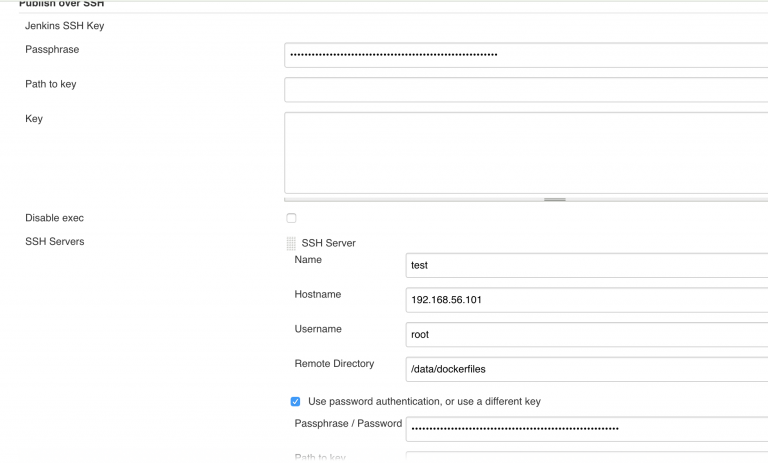 Publish over SSH
Jenkins SSH Key
Passphrase
••••••••••••••••••••••••••••••••••••••••••••••••••••••••••
Path to key
Key
Disable exec
SSH Servers
SSH Server
Name
test
Hostname
192.168.56.101
Username
root
Remote Directory
/data/dockerfiles
Use password authentication, or use a different key
Passphrase / Password
••••••••••••••••••••••••••••••••••••••••••••••••••••••••••
Path to key